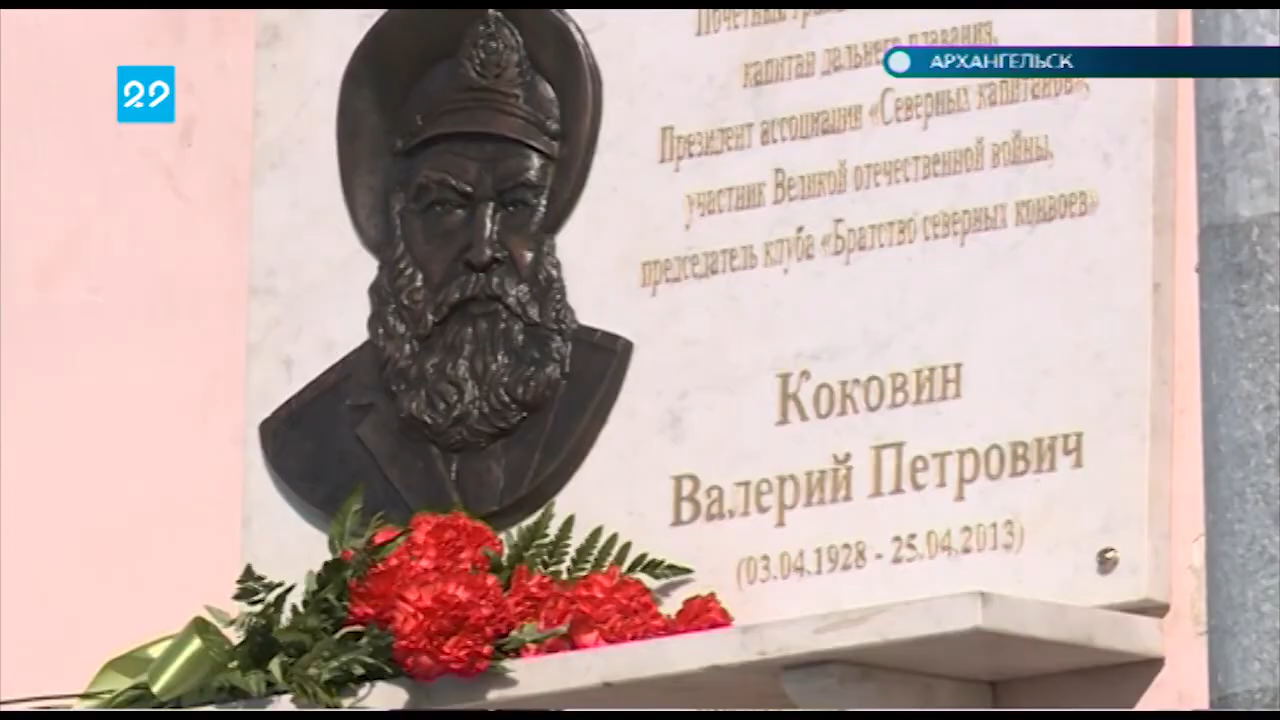 29
АРХАНГЕЛЬСК
капитан дальнего плавания,
Президент ассоциации «Северных капитанов»,
участник Великой отечественной войны,
председатель клуба «Братство северных конвоев»
Коковин
Валерий Петрович
(03.04.1928 - 25.04.2013)